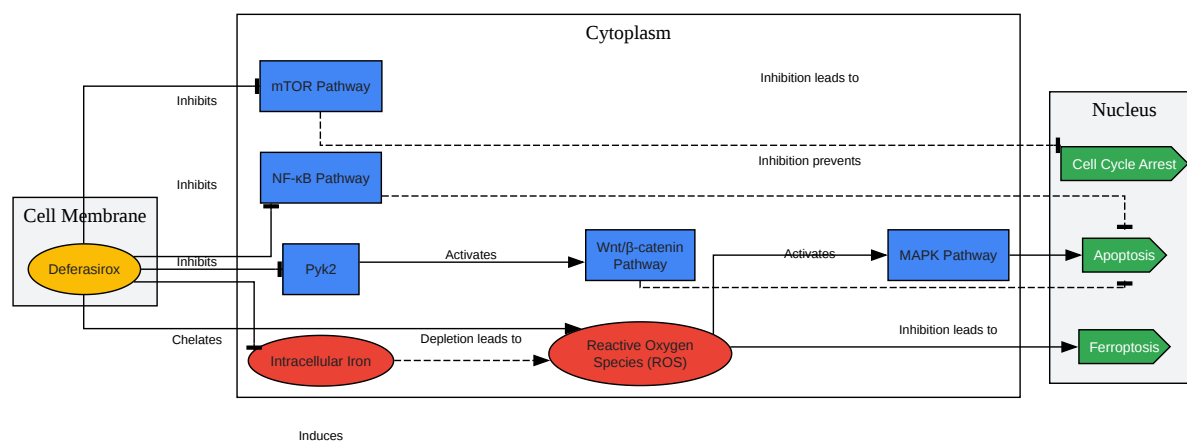 Cytoplasm
mTOR Pathway
Inhibition leads to
Inhibits
Nucleus
Inhibition prevents
Cell Cycle Arrest
NF-κB Pathway
Inhibits
Cell Membrane
Deferasirox
Inhibits
Pyk2
Activates
Wnt/β-catenin
Pathway
Activates
MAPK Pathway
Apoptosis
Chelates
Intracellular Iron
Depletion leads to
Reactive Oxygen
Species (ROS)
Inhibition leads to
Ferroptosis
Induces